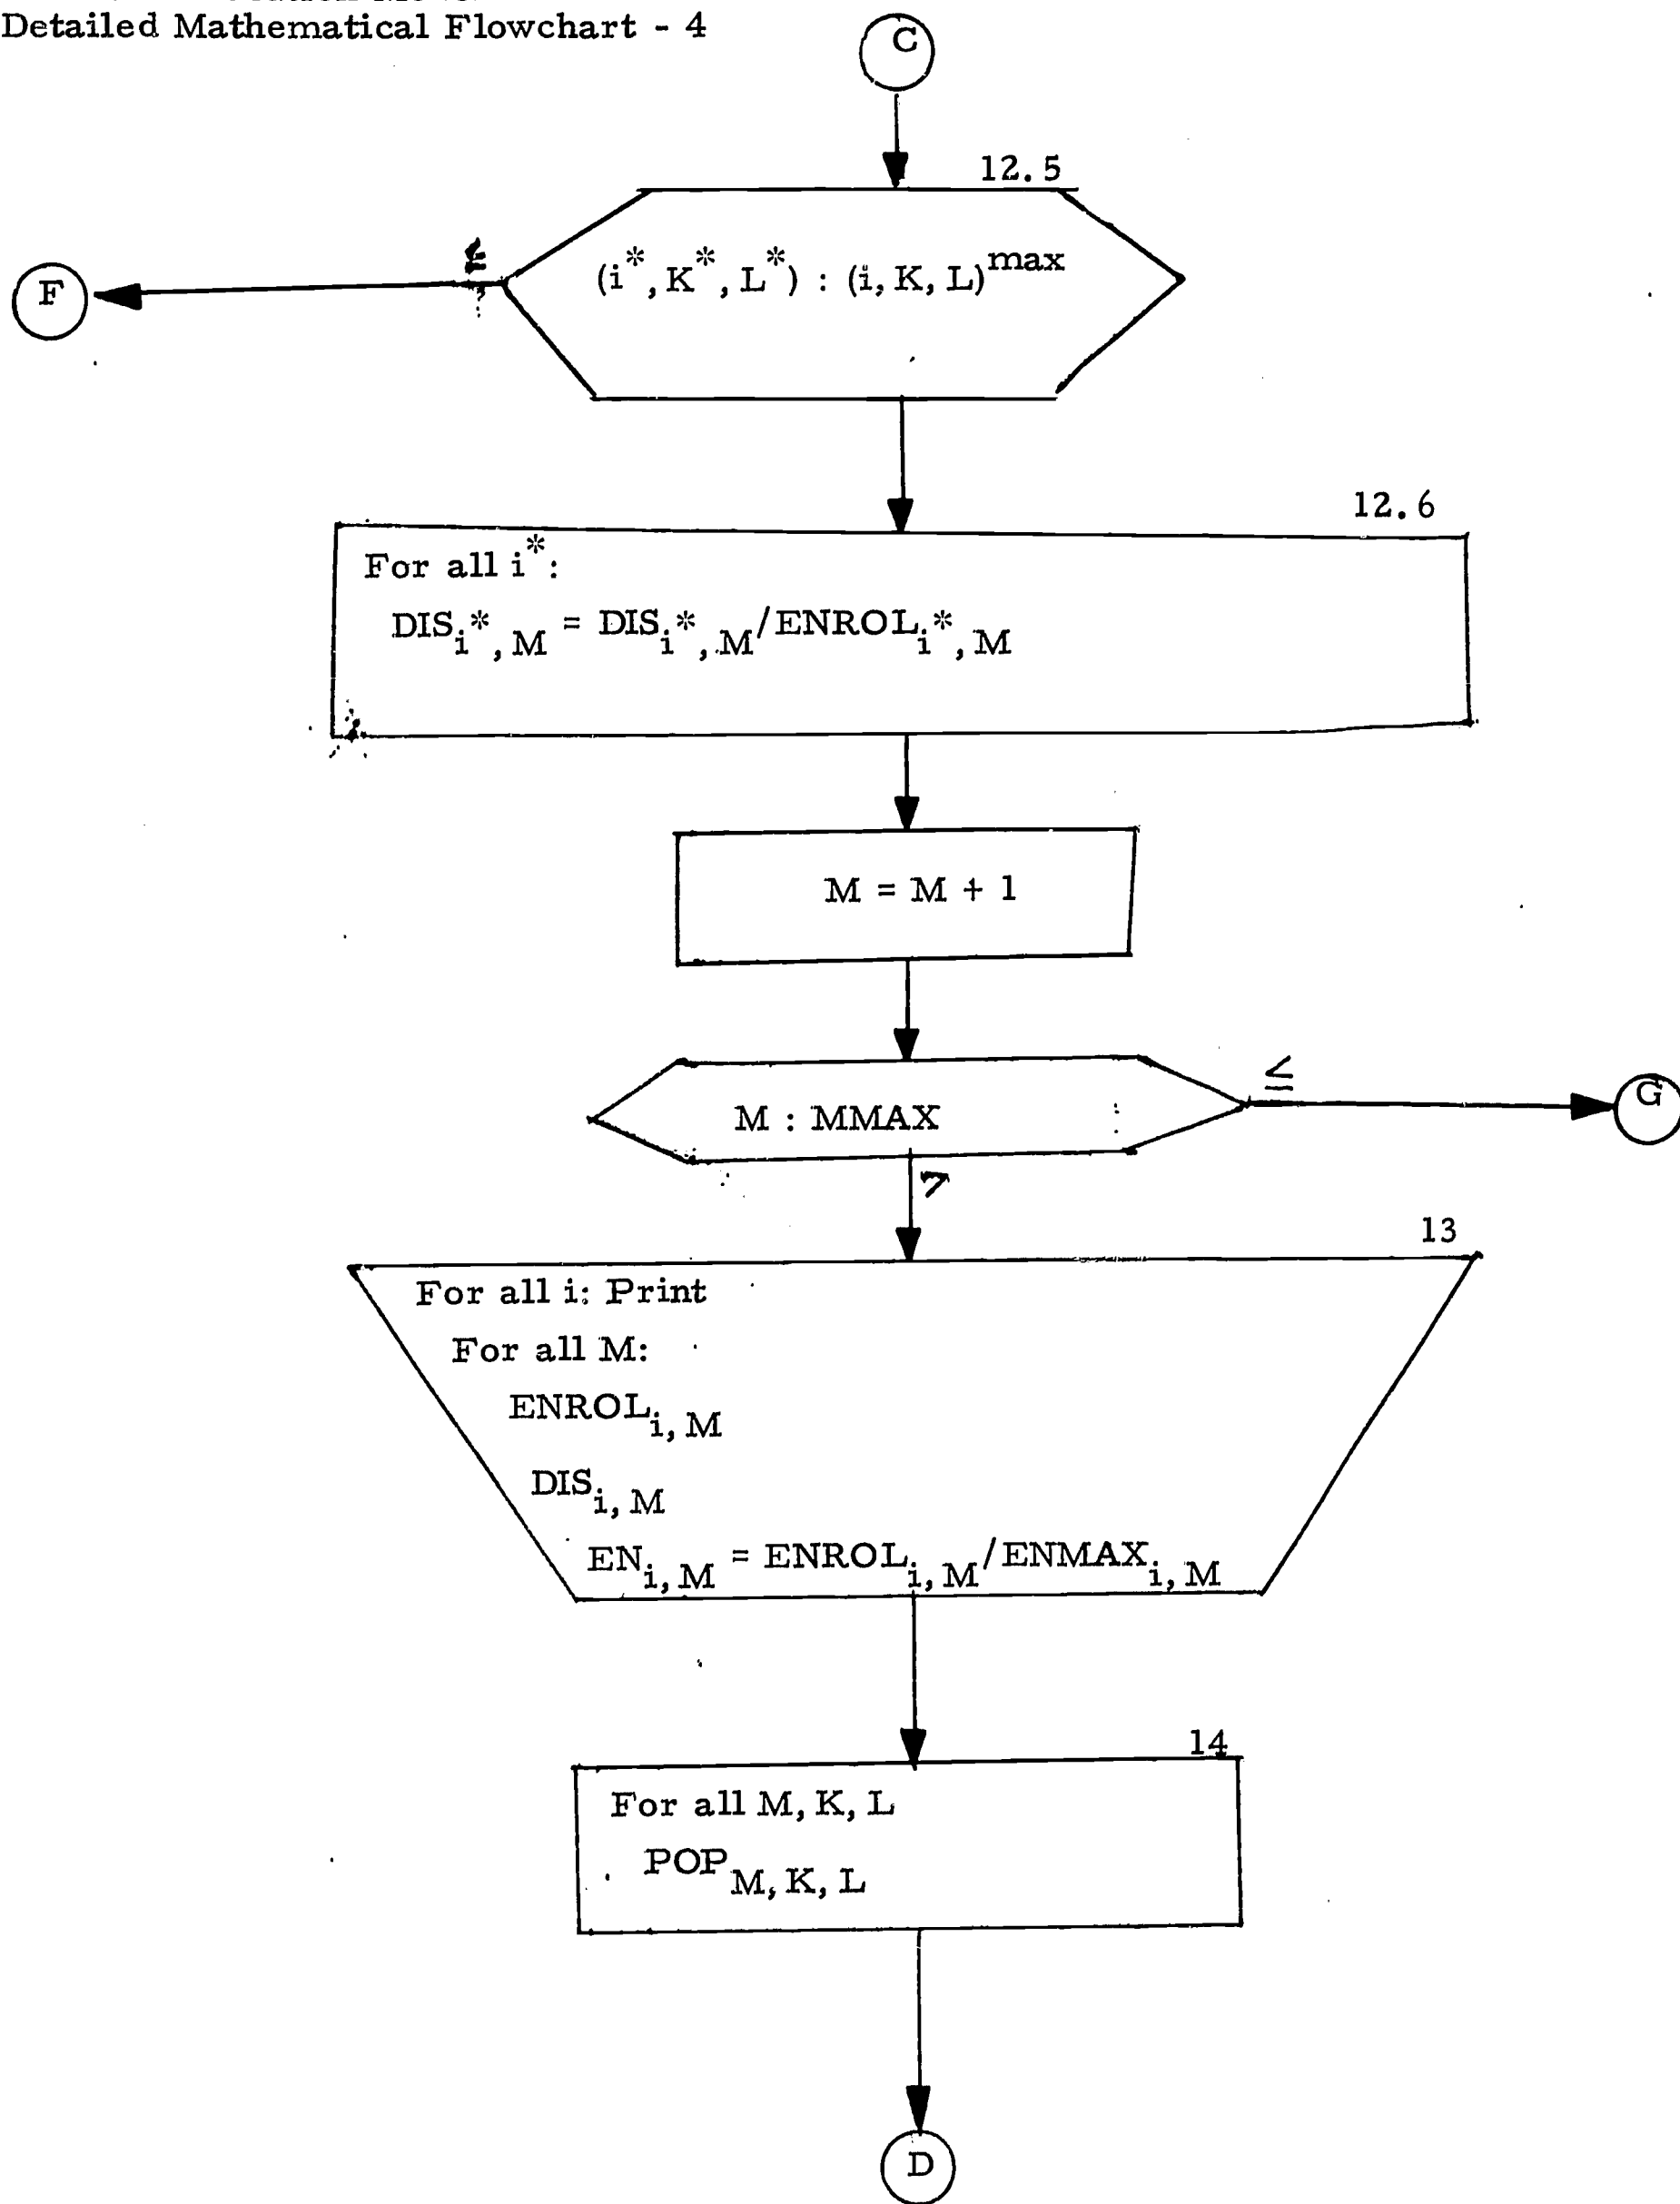 Detailed Mathematical Flowchart - 4
C
12.5
(i*, K*, L*) : (i, K, L)max
F
12.6
For all i*:
DISi*, M = DISi*, M/ENROLi*, M
M = M + 1
≤
M : MMAX
G
>
13
For all i: Print
For all M:
ENROLi, M
DISi, M
ENi, M = ENROLi, M/ENMAXi, M
14
For all M, K, L
POPM, K, L
D